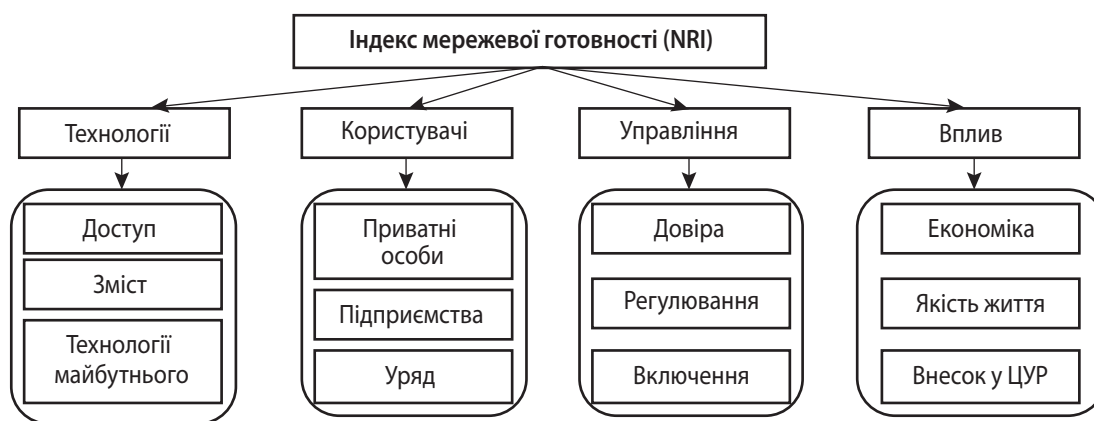 Індекс мережевої готовності (NRI)
Технології
Користувачі
Управління
Вплив
Доступ
Зміст
Технології
майбутнього
Приватні
особи
Підприємства
Уряд
Довіра
Регулювання
Включення
Економіка
Якість життя
Внесок у ЦУР